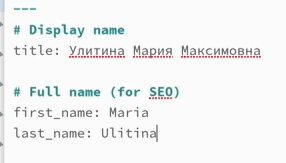 ---
# Display name
title: Улитина Мария Максимовна
# Full name (for SEO)
first_name: Maria
last_name: Ulitina